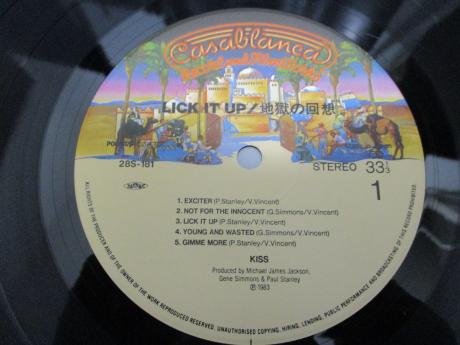 Casablanca
Record and FilmWorks
LICK IT UP/地獄の回想
28S-181
STEREO 33 1/3
1
1. EXCITER (P.Stanley/V.Vincent)
2. NOT FOR THE INNOCENT (G.Simmons/V.Vincent)
3. LICK IT UP (P.Stanley/V.Vincent)
4. YOUNG AND WASTED (G.Simmons/V.Vincent)
5. GIMME MORE (P.Stanley/V.Vincent)
KISS
Produced by Michael James Jackson,
Gene Simmons & Paul Stanley
Ⓟ 1983
ALL RIGHTS OF THE PRODUCER AND OF THE OWNER OF THE WORK REPRODUCED RESERVED. UNAUTHORISED COPYING, HIRING, LENDING, PUBLIC PERFORMANCE AND BROADCASTING OF THIS RECORD PROHIBITED